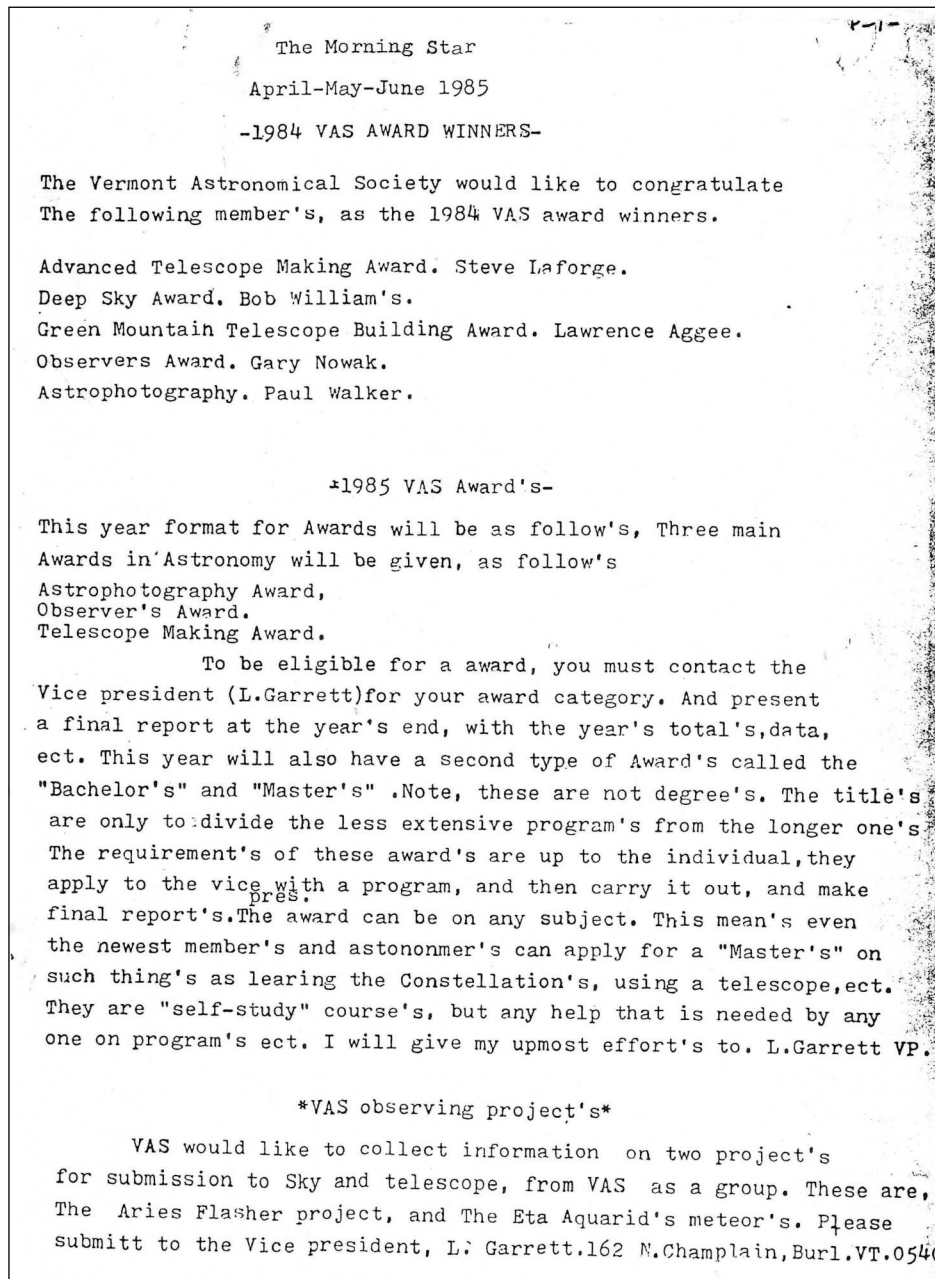 P-1-
The Morning Star
April-May-June 1985
-1984 VAS AWARD WINNERS-
The Vermont Astronomical Society would like to congratulate
The following member's, as the 1984 VAS award winners.
Advanced Telescope Making Award. Steve Laforge.
Deep Sky Award. Bob William's.
Green Mountain Telescope Building Award. Lawrence Aggee.
Observers Award. Gary Nowak.
Astrophotography. Paul Walker.
*1985 VAS Award's-
This year format for Awards will be as follow's, Three main
Awards in Astronomy will be given, as follow's
Astrophotography Award,
Observer's Award.
Telescope Making Award.
To be eligible for a award, you must contact the
Vice president (L.Garrett)for your award category. And present
a final report at the year's end, with the year's total's,data,
ect. This year will also have a second type of Award's called the
"Bachelor's" and "Master's" .Note, these are not degree's. The title's
are only to divide the less extensive program's from the longer one's
The requirement's of these award's are up to the individual,they
apply to the vice pres. with a program, and then carry it out, and make
final report's.The award can be on any subject. This mean's even
the newest member's and astononmer's can apply for a "Master's" on
such thing's as learing the Constellation's, using a telescope,ect.
They are "self-study" course's, but any help that is needed by any
one on program's ect. I will give my upmost effort's to. L.Garrett VP.
*VAS observing project's*
VAS would like to collect information on two project's
for submission to Sky and telescope, from VAS as a group. These are,
The Aries Flasher project, and The Eta Aquarid's meteor's. Please
submitt to the Vice president, L. Garrett.162 N.Champlain,Burl.VT.054